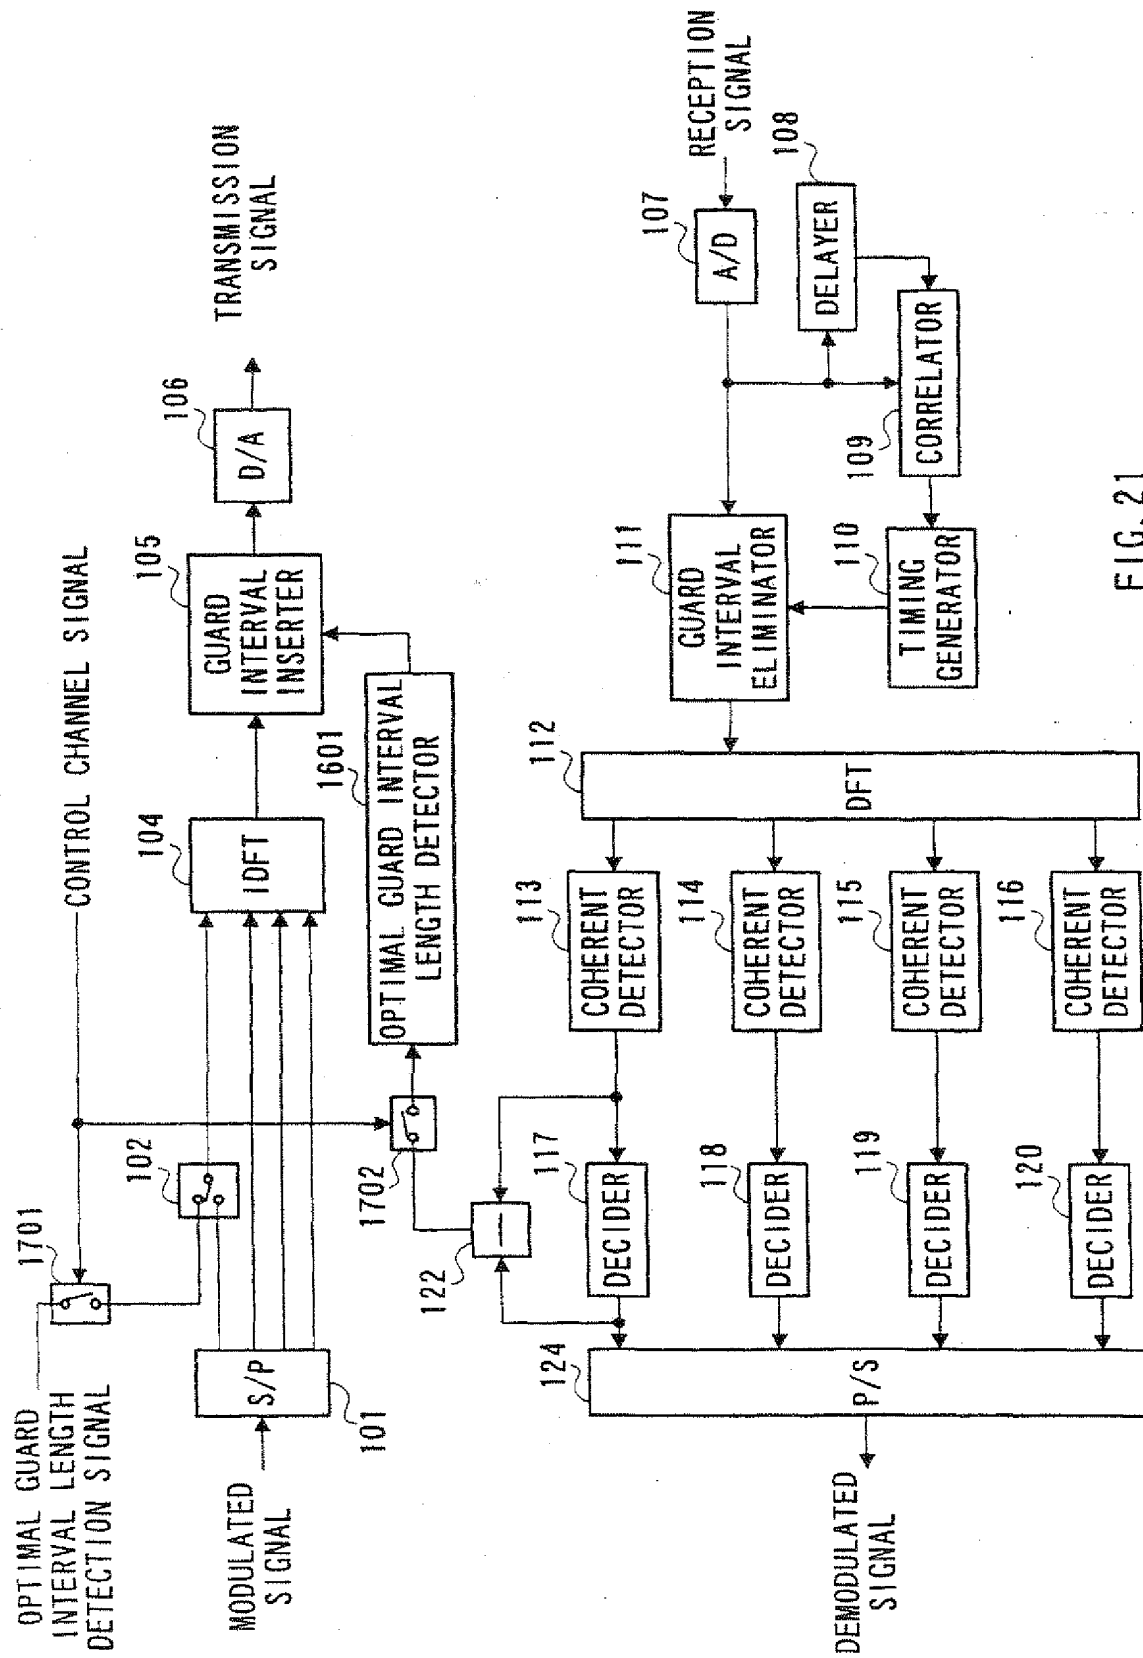 OPTIMAL GUARD
INTERVAL LENGTH
DETECTION SIGNAL
1701
CONTROL CHANNEL SIGNAL
MODULATED
SIGNAL
S/P
101
102
IDFT
104
GUARD
INTERVAL
INSERTER
105
D/A
106
TRANSMISSION
SIGNAL
1702
OPTIMAL GUARD INTERVAL
LENGTH DETECTOR
1601
122
DEMODULATED
SIGNAL
P/S
124
DECIDER
117
DECIDER
118
DECIDER
119
DECIDER
120
COHERENT
DETECTOR
113
COHERENT
DETECTOR
114
COHERENT
DETECTOR
115
COHERENT
DETECTOR
116
DFT
112
GUARD
INTERVAL
ELIMINATOR
111
TIMING
GENERATOR
110
CORRELATOR
109
DELAYER
108
A/D
107
RECEPTION
SIGNAL
FIG.21